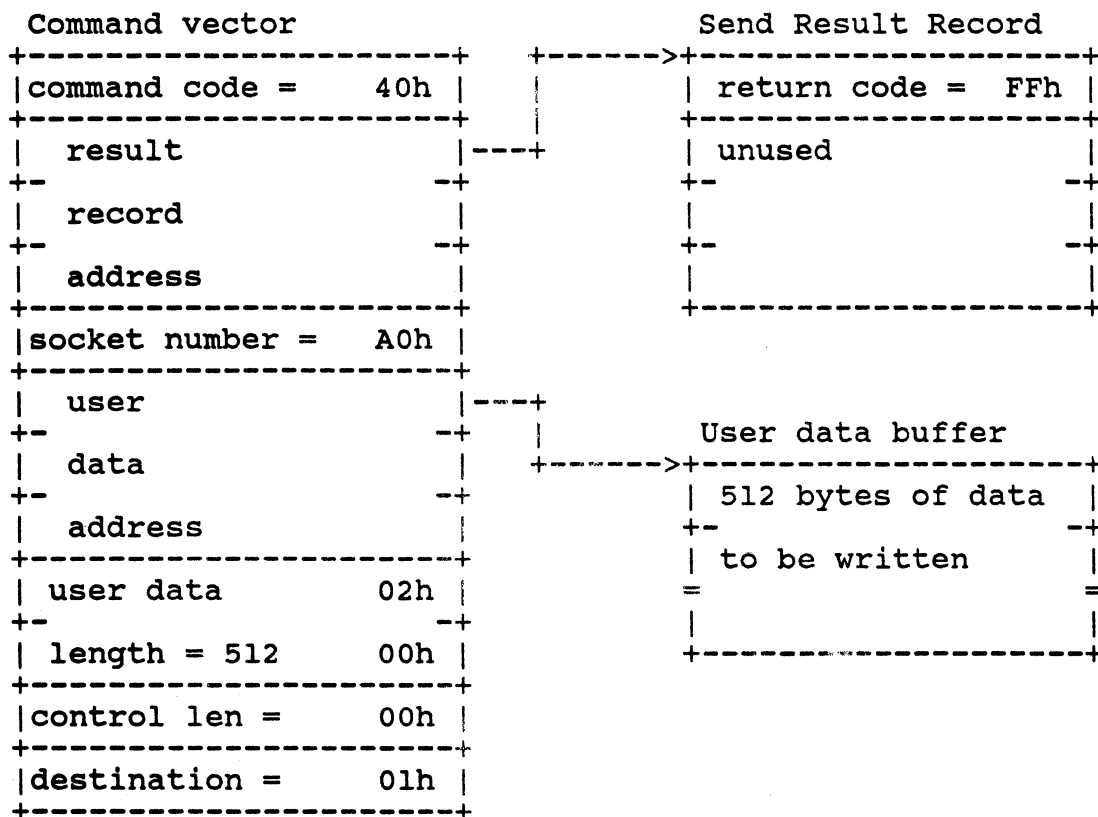 Command vector
command code = 40h
result
record
address
socket number = A0h
user
data
address
user data 02h
length = 512 00h
control len = 00h
destination = 01h
Send Result Record
return code = FFh
unused
User data buffer
512 bytes of data
to be written